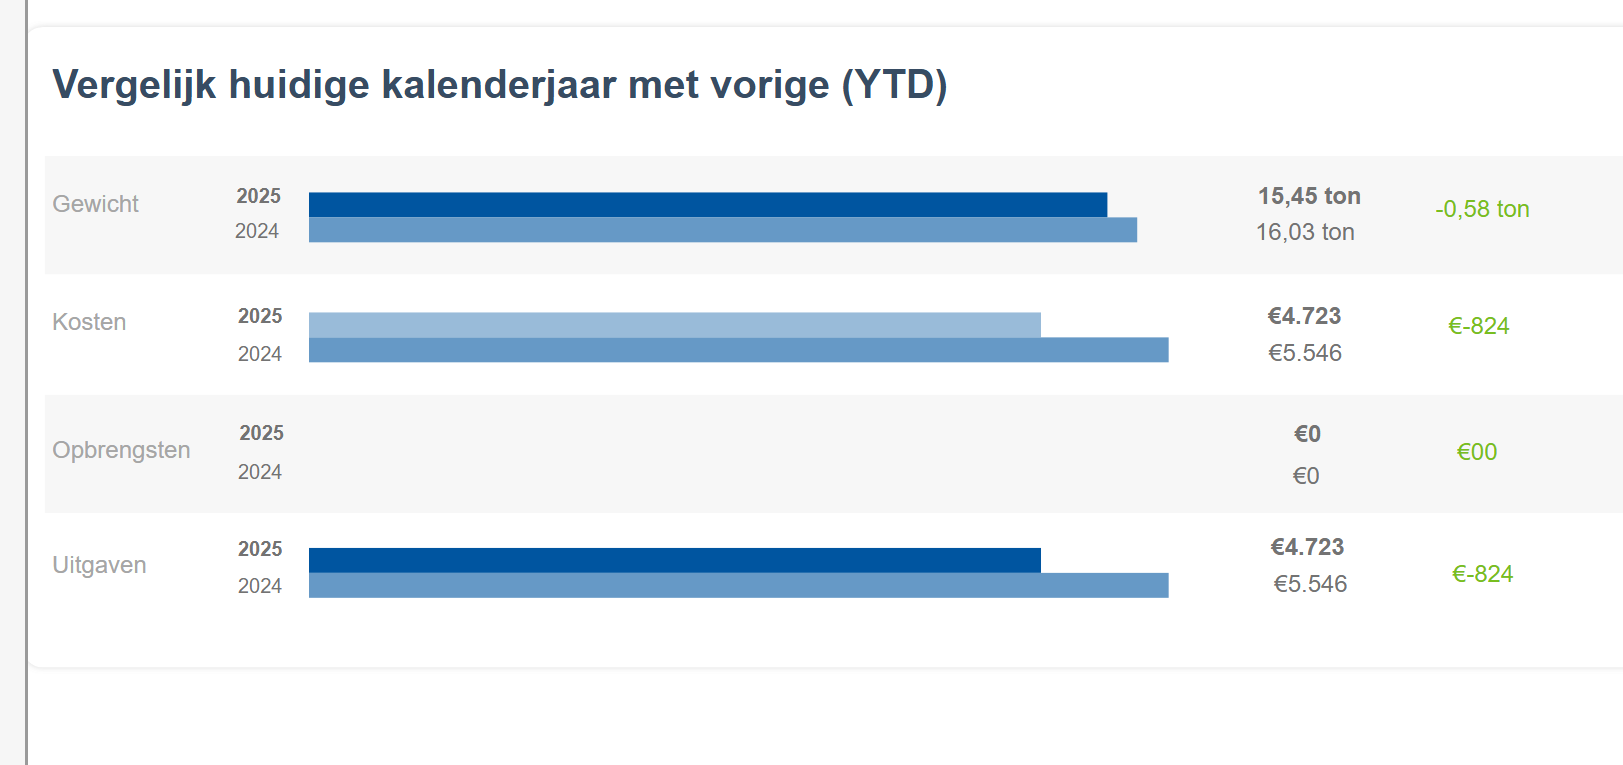 Vergelijk huidige kalenderjaar met vorige (YTD)
Gewicht
2025
15,45 ton
-0,58 ton
2024
16,03 ton
Kosten
2025
€4.723
€-824
2024
€5.546
Opbrengsten
2025
€0
€00
2024
€0
Uitgaven
2025
€4.723
€-824
2024
€5.546